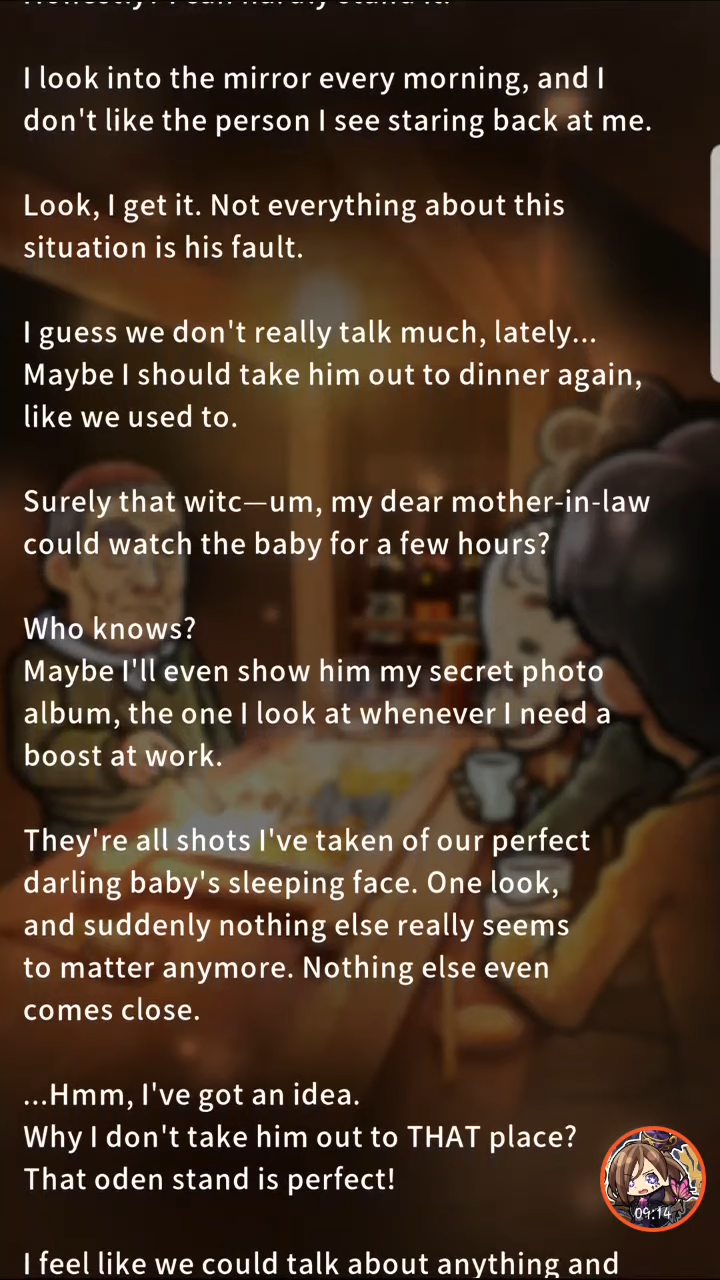 I look into the mirror every morning, and I
don't like the person I see staring back at me.
Look, I get it. Not everything about this
situation is his fault.
I guess we don't really talk much, lately...
Maybe I should take him out to dinner again,
like we used to.
Surely that witc—um, my dear mother-in-law
could watch the baby for a few hours?
Who knows?
Maybe I'll even show him my secret photo
album, the one I look at whenever I need a
boost at work.
They're all shots I've taken of our perfect
darling baby's sleeping face. One look,
and suddenly nothing else really seems
to matter anymore. Nothing else even
comes close.
...Hmm, I've got an idea.
Why I don't take him out to THAT place?
That oden stand is perfect!
09:14
I feel like we could talk about anything and